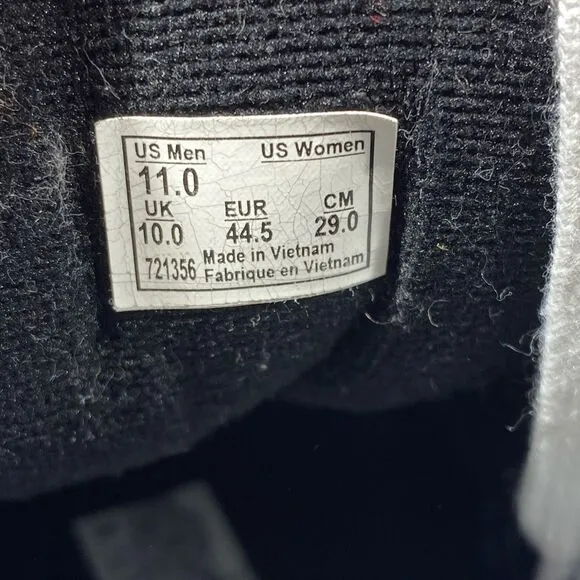 US Men US Women
11.0
UK EUR CM
10.0 44.5 29.0
721356 Made in Vietnam
Fabrique en Vietnam